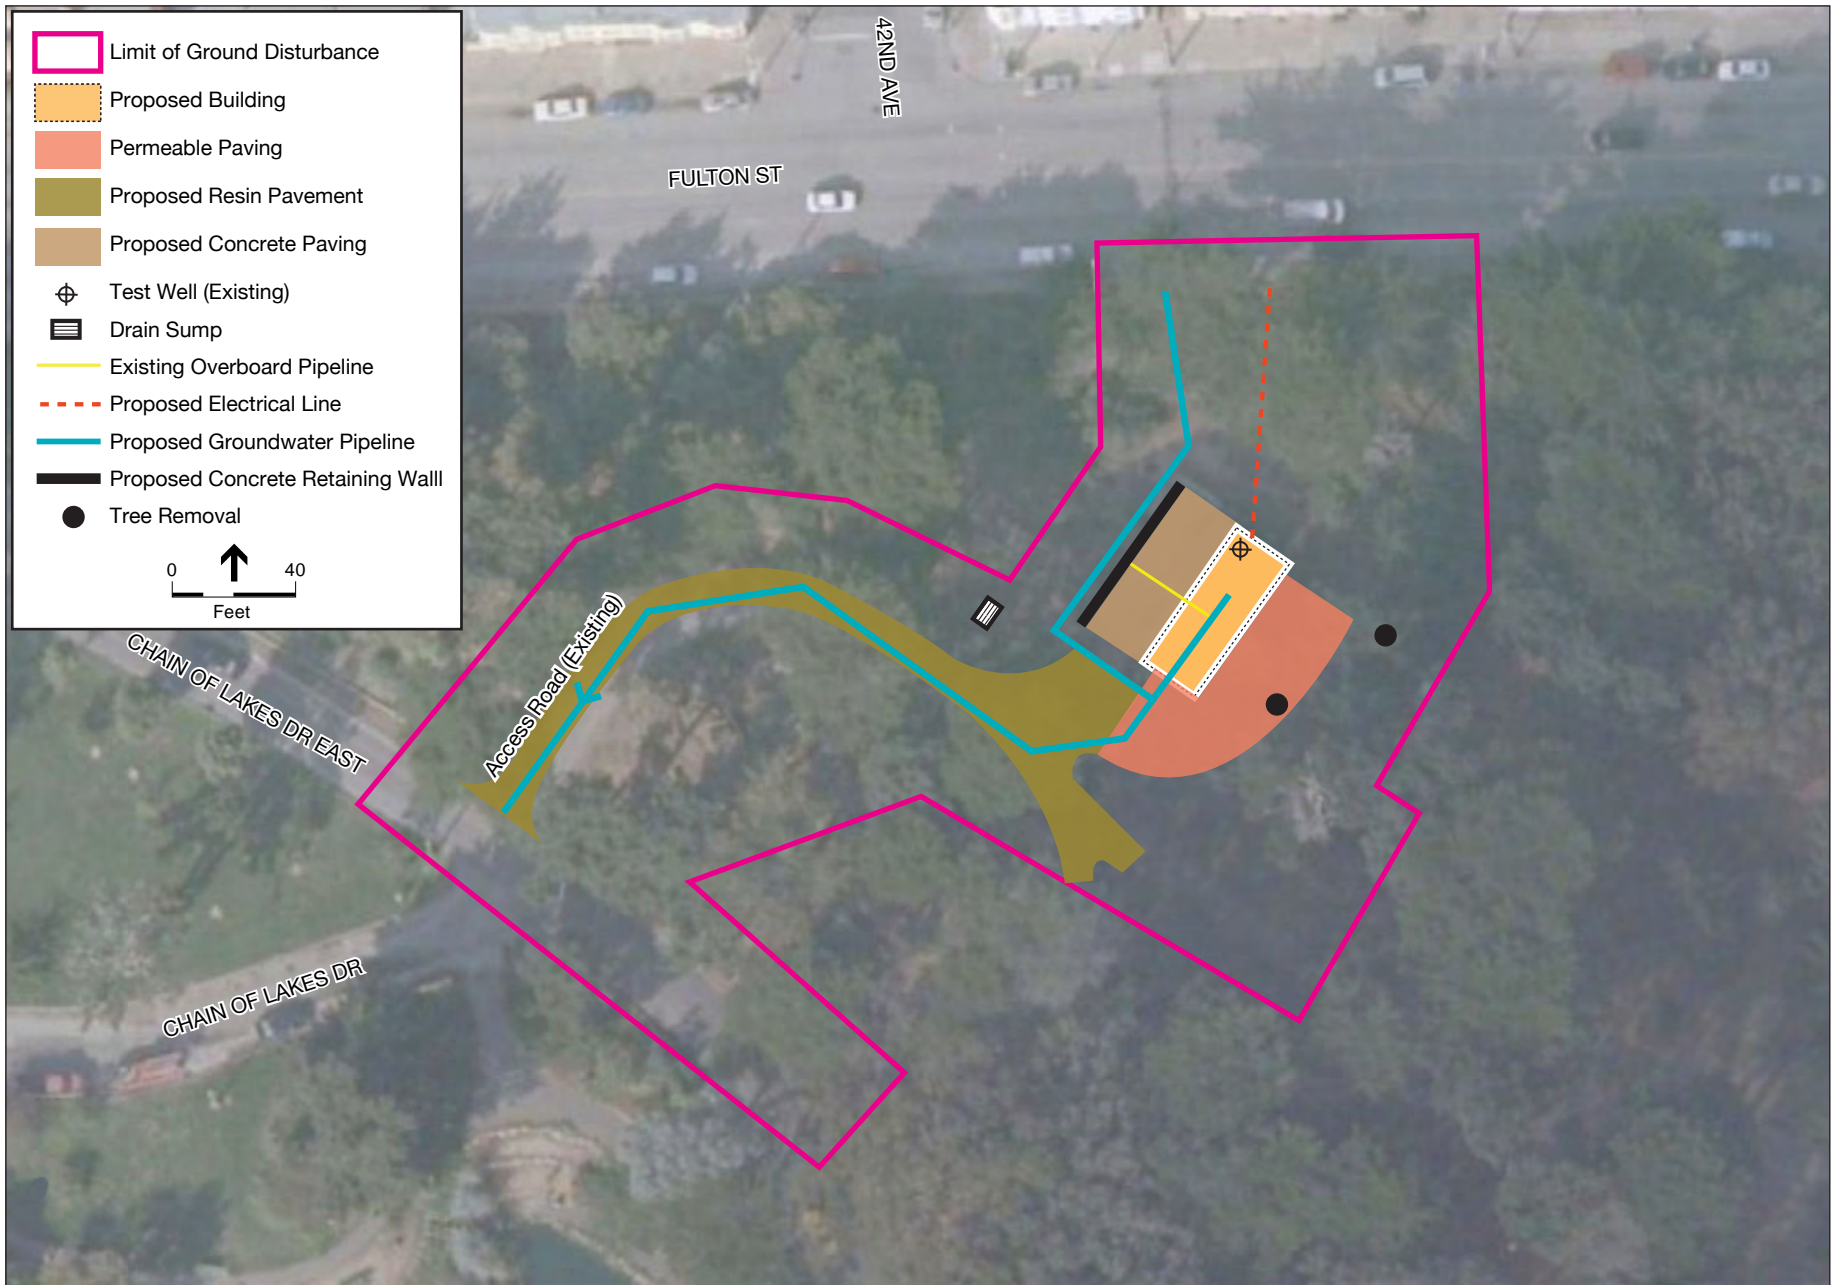 Limit of Ground Disturbance
Proposed Building
Permeable Paving
Proposed Resin Pavement
Proposed Concrete Paving
Test Well (Existing)
Drain Sump
Existing Overboard Pipeline
Proposed Electrical Line
Proposed Groundwater Pipeline
Proposed Concrete Retaining Walll
Tree Removal
0 40
Feet
42ND AVE
FULTON ST
Access Road (Existing)
CHAIN OF LAKES DR EAST
CHAIN OF LAKES DR